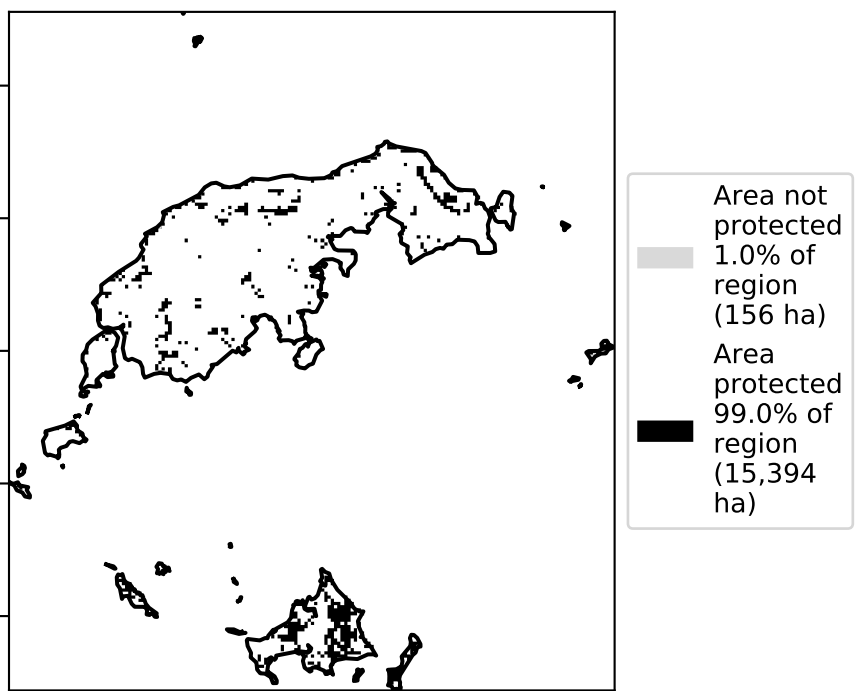 Area not
protected
1.0% of
region
(156 ha)
Area
protected
99.0% of
region
(15,394
ha)